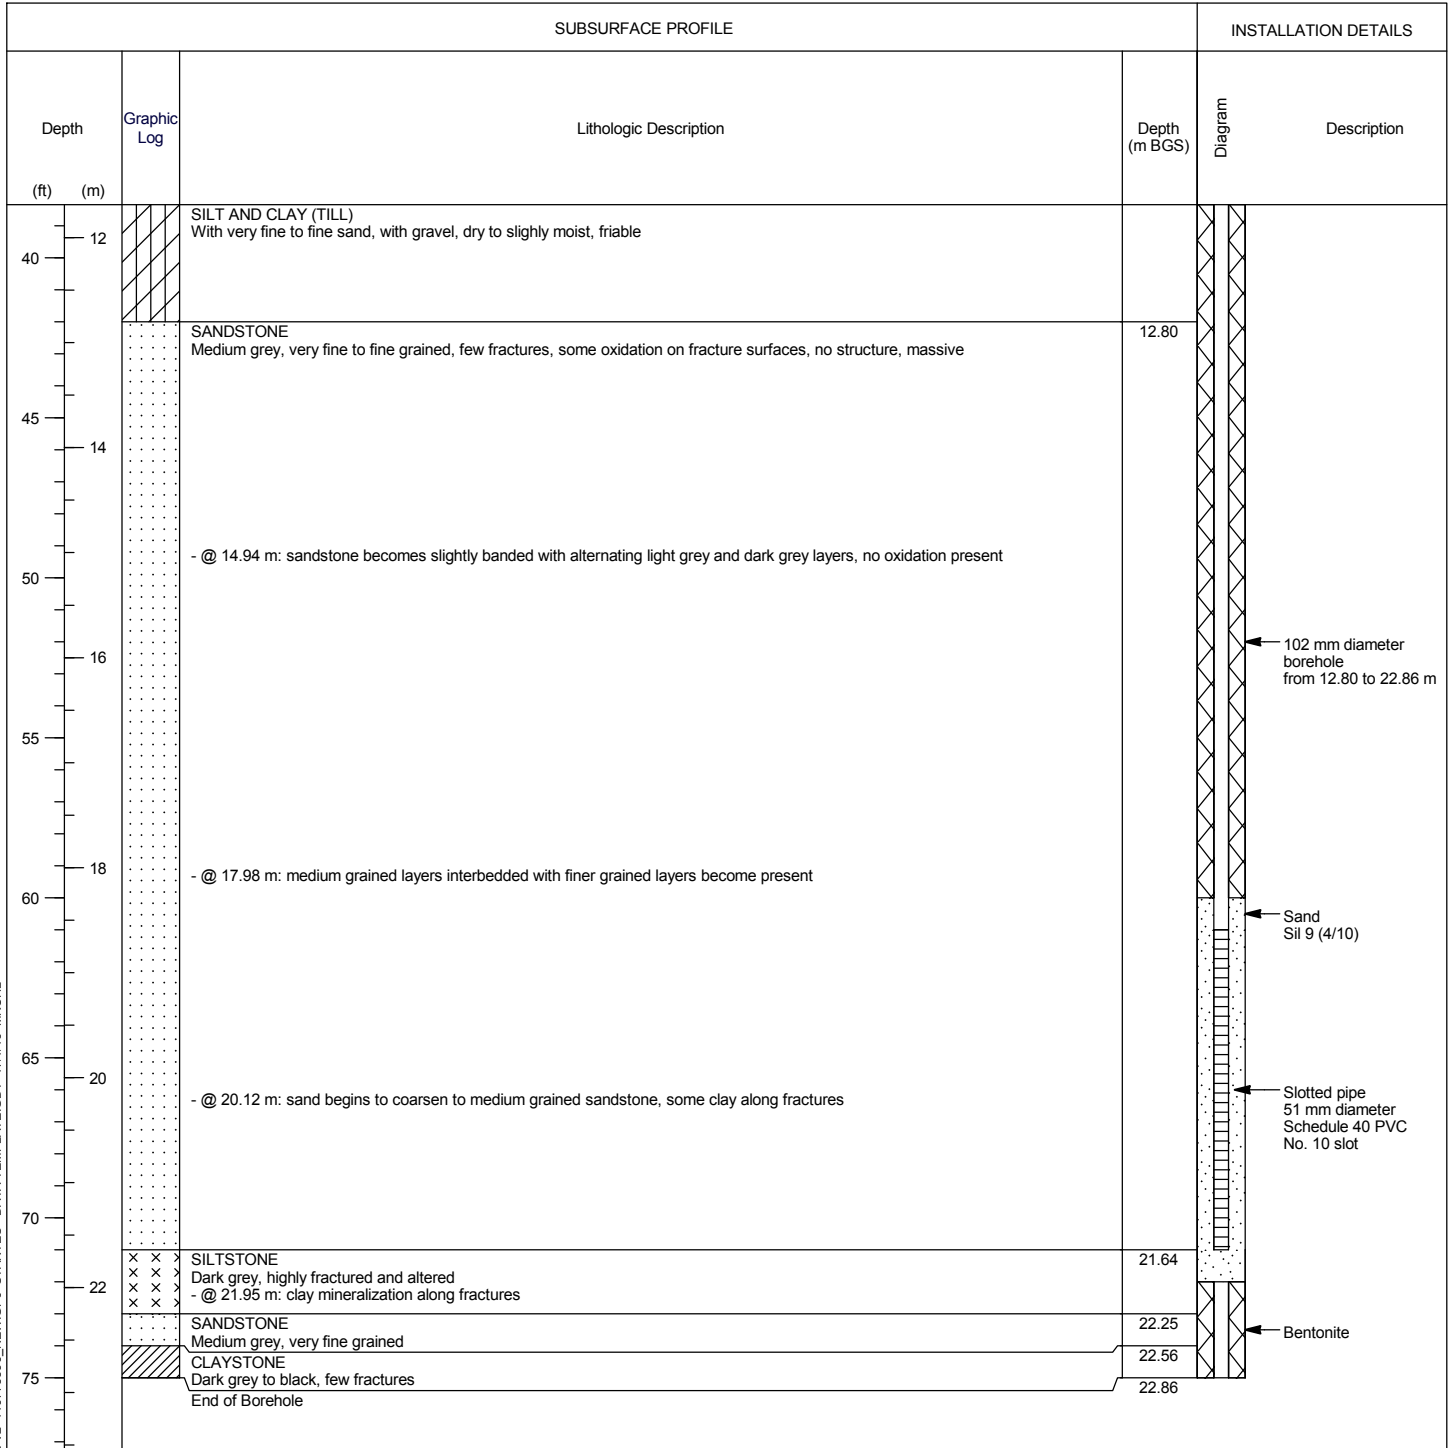 SUBSURFACE PROFILE
INSTALLATION DETAILS
Depth
Graphic
Log
Lithologic Description
Depth
(m BGS)
Diagram
Description
(ft)
(m)
SILT AND CLAY (TILL)
With very fine to fine sand, with gravel, dry to slighly moist, friable
12
40
SANDSTONE
12.80
Medium grey, very fine to fine grained, few fractures, some oxidation on fracture surfaces, no structure, massive
45
14
- @ 14.94 m: sandstone becomes slightly banded with alternating light grey and dark grey layers, no oxidation present
50
16
102 mm diameter
borehole
from 12.80 to 22.86 m
55
18
- @ 17.98 m: medium grained layers interbedded with finer grained layers become present
60
Sand
Sil 9 (4/10)
65
20
- @ 20.12 m: sand begins to coarsen to medium grained sandstone, some clay along fractures
Slotted pipe
51 mm diameter
Schedule 40 PVC
No. 10 slot
70
SILTSTONE
21.64
Dark grey, highly fractured and altered
22
- @ 21.95 m: clay mineralization along fractures
SANDSTONE
22.25
Medium grey, very fine grained
Bentonite
22.56
CLAYSTONE
Dark grey to black, few fractures
75
22.86
End of Borehole